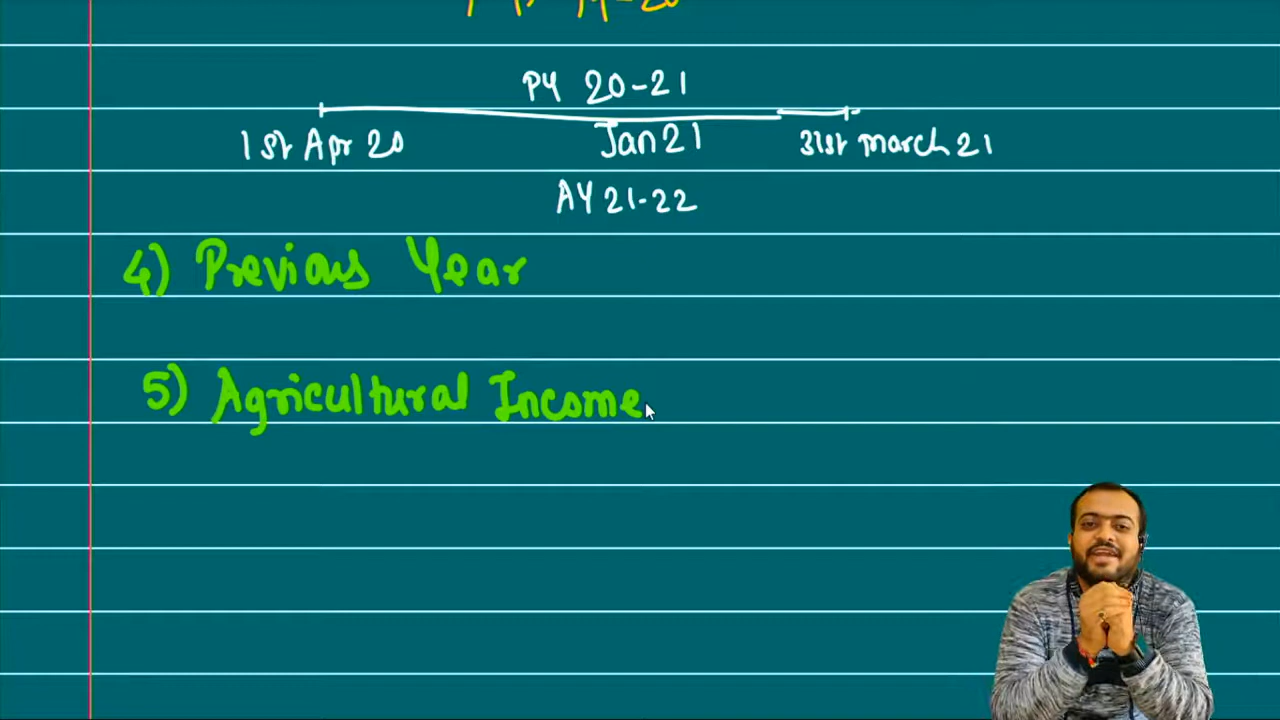 PY 20-21
1st Apr 20 Jan 21 31st march 21
AY 21-22
4) Previous Year
5) Agricultural Income